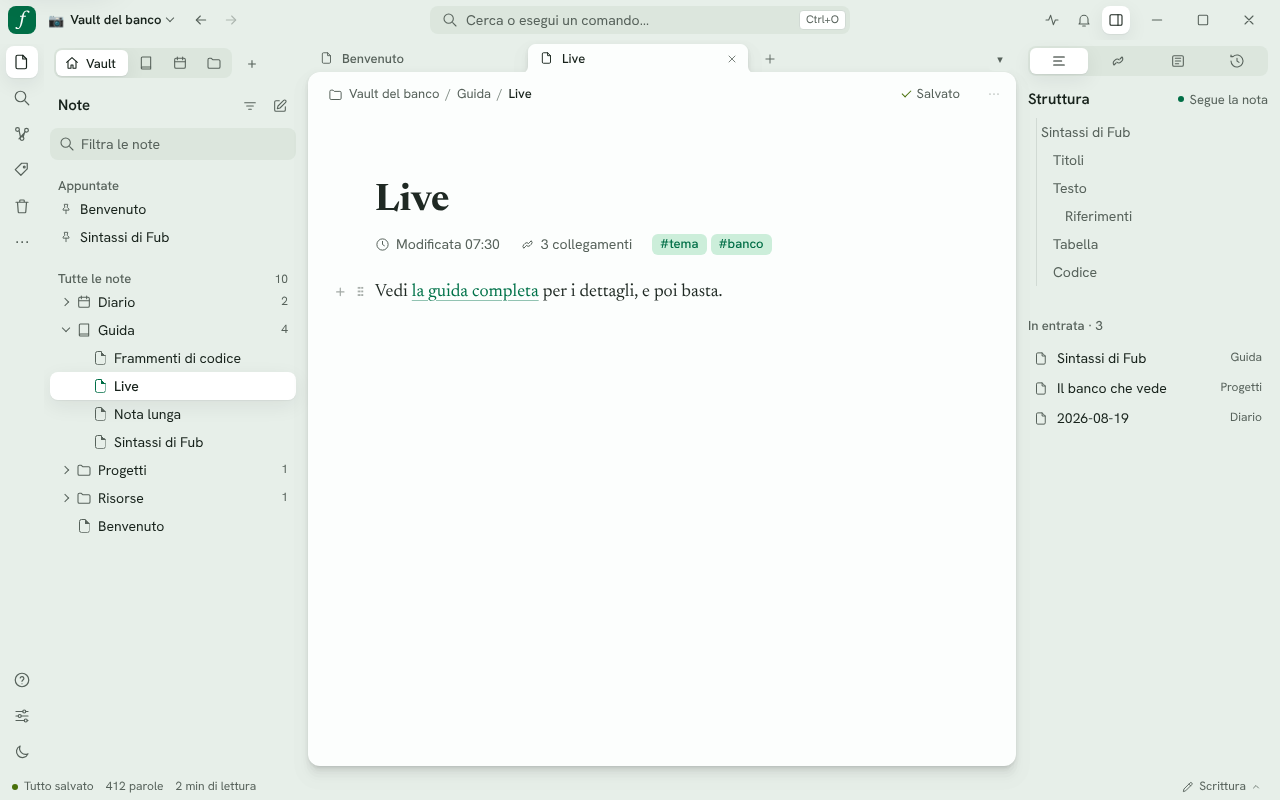 f
Vault del banco
Cerca o esegui un comando...
Ctrl+O
Vault
Benvenuto
Live
Note
Filtra le note
Appuntate
Benvenuto
Sintassi di Fub
Tutte le note 10
Diario 2
Guida 4
Frammenti di codice
Live
Nota lunga
Sintassi di Fub
Progetti 1
Risorse 1
Benvenuto
Vault del banco / Guida / Live
Salvato
Live
Modificata 07:30
3 collegamenti
#tema #banco
Vedi la guida completa per i dettagli, e poi basta.
Struttura
Segue la nota
Sintassi di Fub
Titoli
Testo
Riferimenti
Tabella
Codice
In entrata · 3
Sintassi di Fub Guida
Il banco che vede Progetti
2026-08-19 Diario
Tutto salvato 412 parole 2 min di lettura
Scrittura